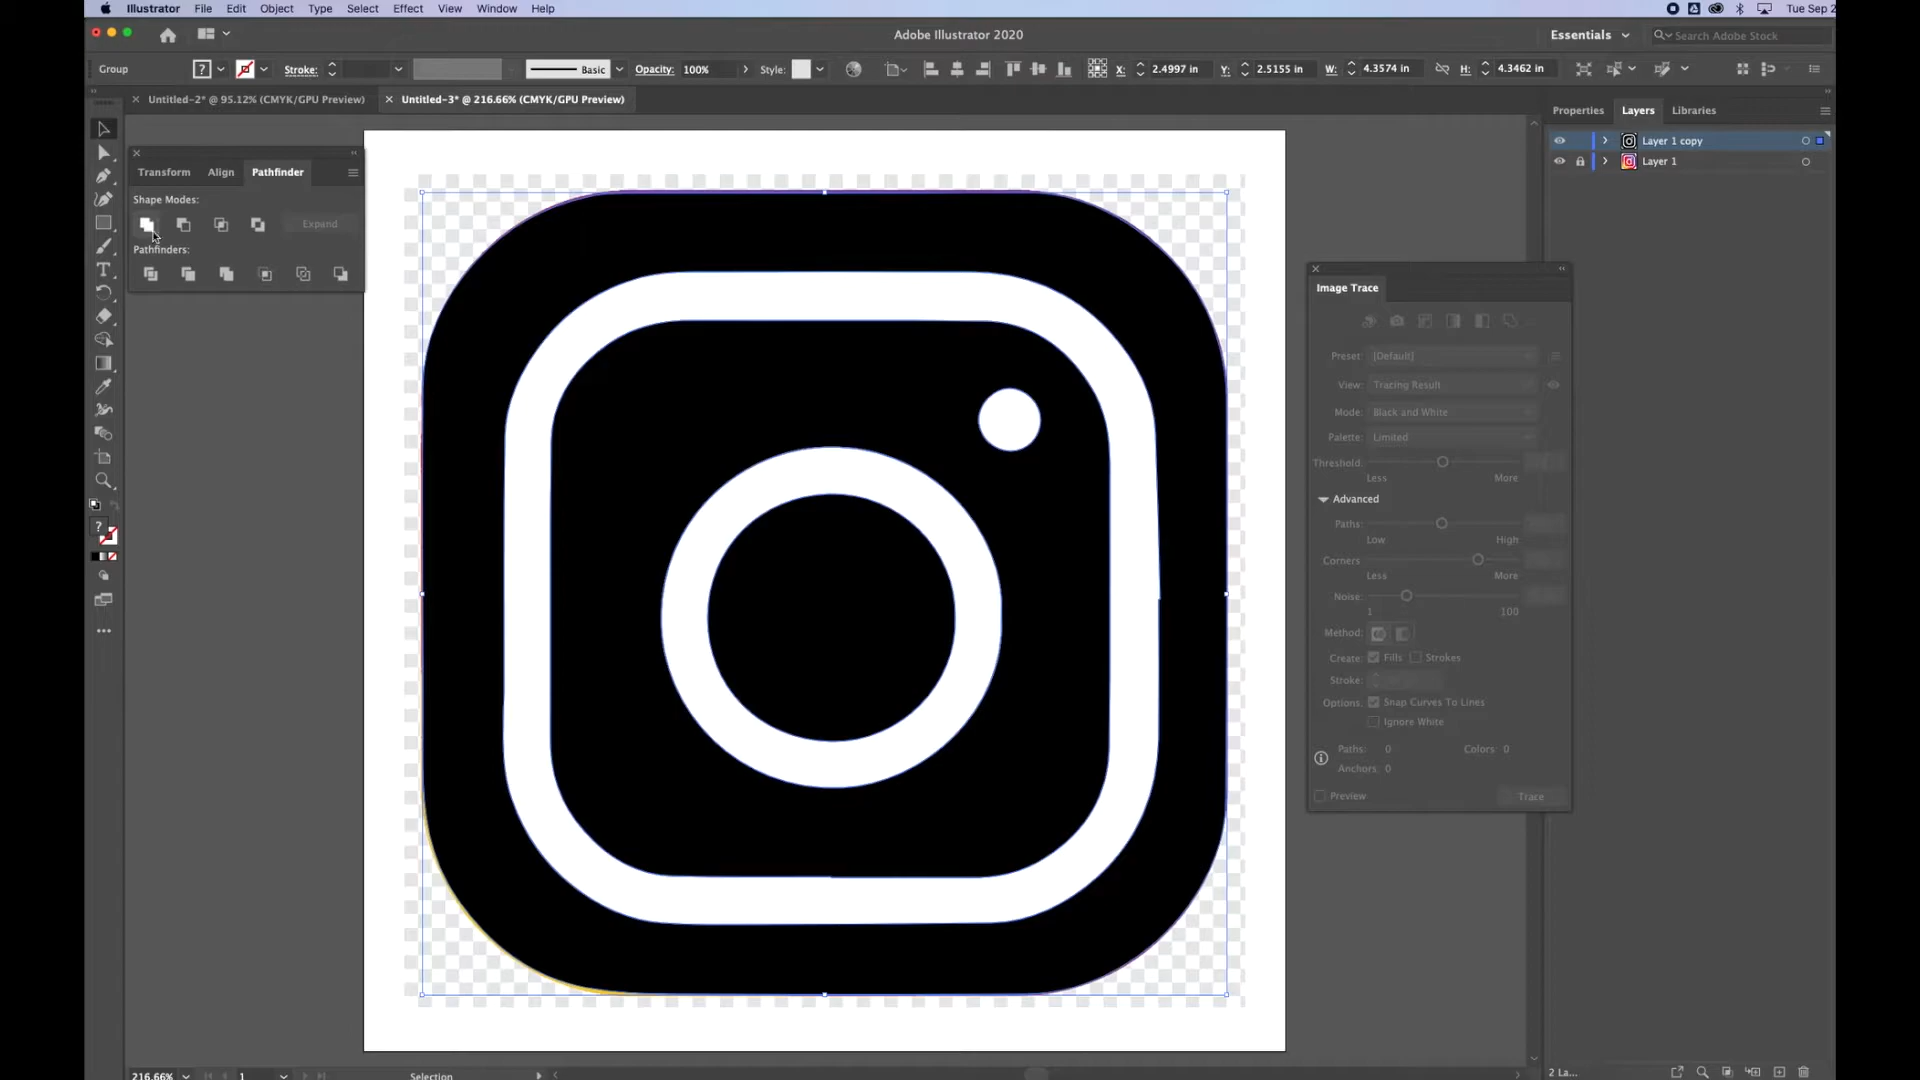 Illustrator File Edit Object Type Select Effect View Window Help Tue Sep 2
Adobe Illustrator 2020 Essentials Search Adobe Stock
Group ? Stroke: Basic Opacity: 100% Style: X: 2.4997 in Y: 2.5155 in W: 4.3574 in H: 4.3462 in
Untitled-2* @ 95.12% (CMYK/GPU Preview) Untitled-3* @ 216.66% (CMYK/GPU Preview)
Properties Layers Libraries
Layer 1 copy
Layer 1
Transform Align Pathfinder
Shape Modes:
Expand
Pathfinders:
Image Trace
Preset: [Default]
View: Tracing Result
Mode: Black and White
Palette: Limited
Threshold:
Less More
Advanced
Paths:
Low High
Corners
Less More
Noise:
1 100
Method:
Create: Fills Strokes
Stroke:
Options: Snap Curves To Lines
Ignore White
Paths: 0 Colors: 0
Anchors: 0
Preview Trace
?
216.66% 1 Selection 2 La...